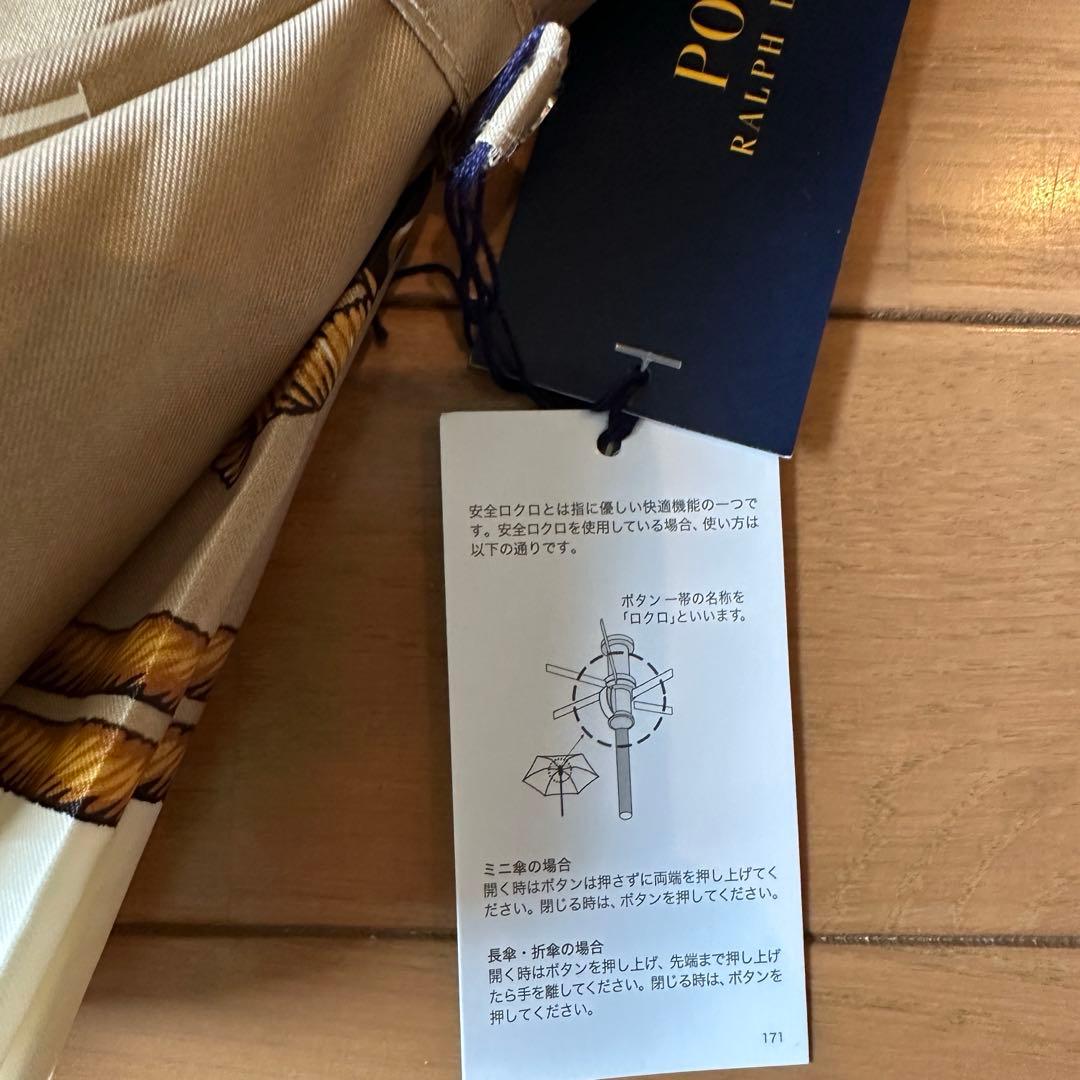 PO
RALPH L
安全ロクロとは指に優しい快適機能の一つで
す。安全ロクロを使用している場合、使い方は
以下の通りです。
ボタン一帯の名称を
「ロクロ」といいます。
ミニ傘の場合
開く時はボタンは押さずに両端を押し上げてく
ださい。閉じる時は、ボタンを押してください。
長傘・折傘の場合
開く時はボタンを押し上げ、先端まで押し上げ
たら手を離してください。閉じる時は、ボタンを
押してください。
171